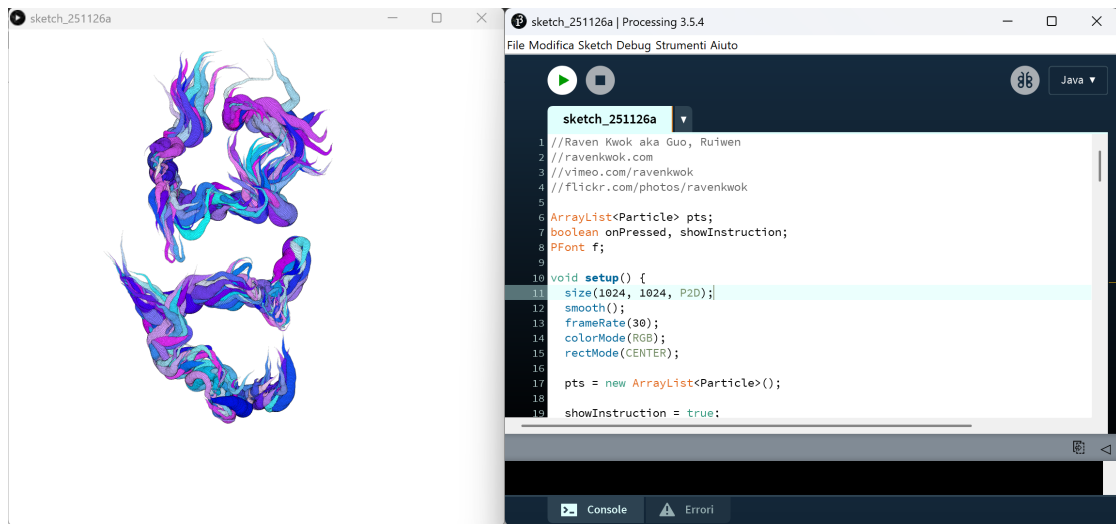 sketch_251126a
sketch_251126a | Processing 3.5.4
File Modifica Sketch Debug Strumenti Aiuto
Java ▼
sketch_251126a ▼
1 //Raven Kwok aka Guo, Ruiwen
2 //ravenkwok.com
3 //vimeo.com/ravenkwok
4 //flickr.com/photos/ravenkwok
5
6 ArrayList<Particle> pts;
7 boolean onPressed, showInstruction;
8 PFont f;
9
10 void setup() {
11   size(1024, 1024, P2D);
12   smooth();
13   frameRate(30);
14   colorMode(RGB);
15   rectMode(CENTER);
16
17   pts = new ArrayList<Particle>();
18
19   showInstruction = true;
Console Errori